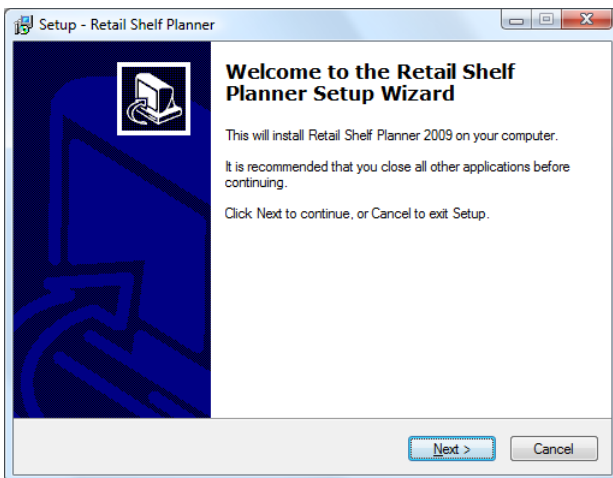 Setup - Retail Shelf Planner
Welcome to the Retail Shelf
Planner Setup Wizard
This will install Retail Shelf Planner 2009 on your computer.
It is recommended that you close all other applications before
continuing.
Click Next to continue, or Cancel to exit Setup.
Next >
Cancel